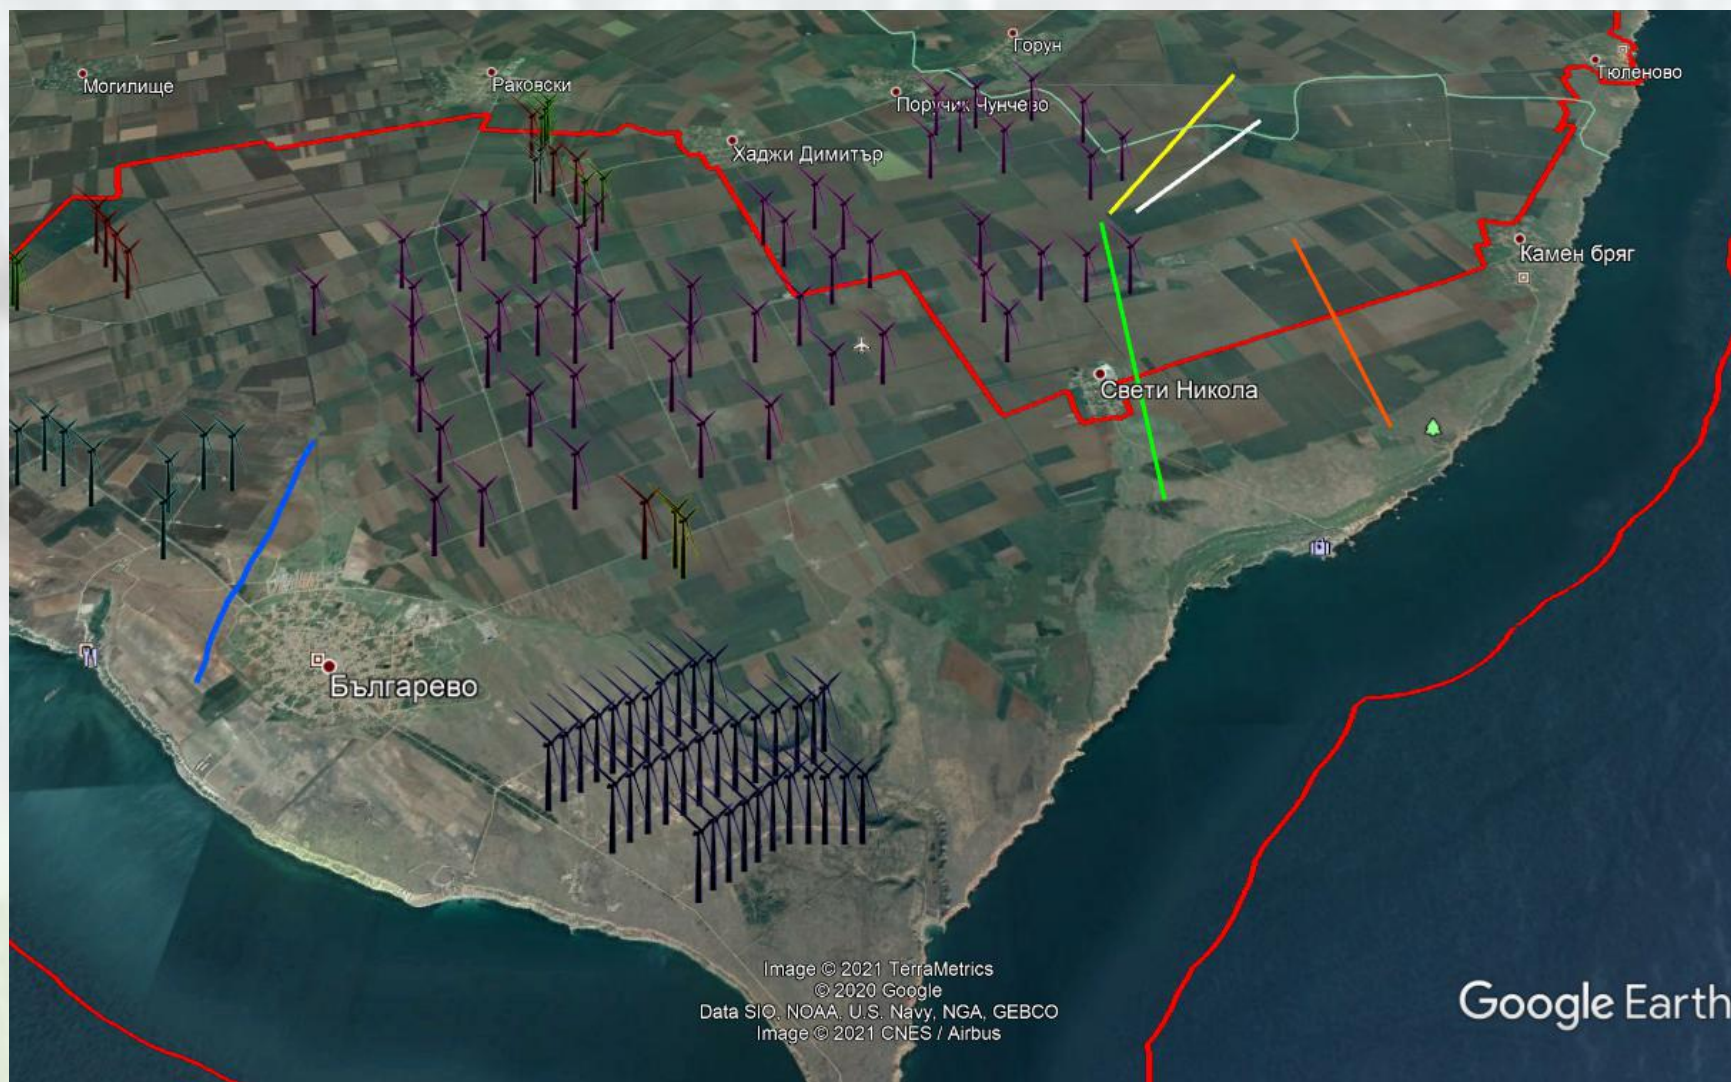 Горун
Тюленово
Могилище
Раковски
Поручик Чунчево
Хаджи Димитър
Камен бряг
Свети Никола
Българево
Image © 2021 TerraMetrics
© 2020 Google
Data SIO, NOAA, U.S. Navy, NGA, GEBCO
Image © 2021 CNES / Airbus
Google Earth